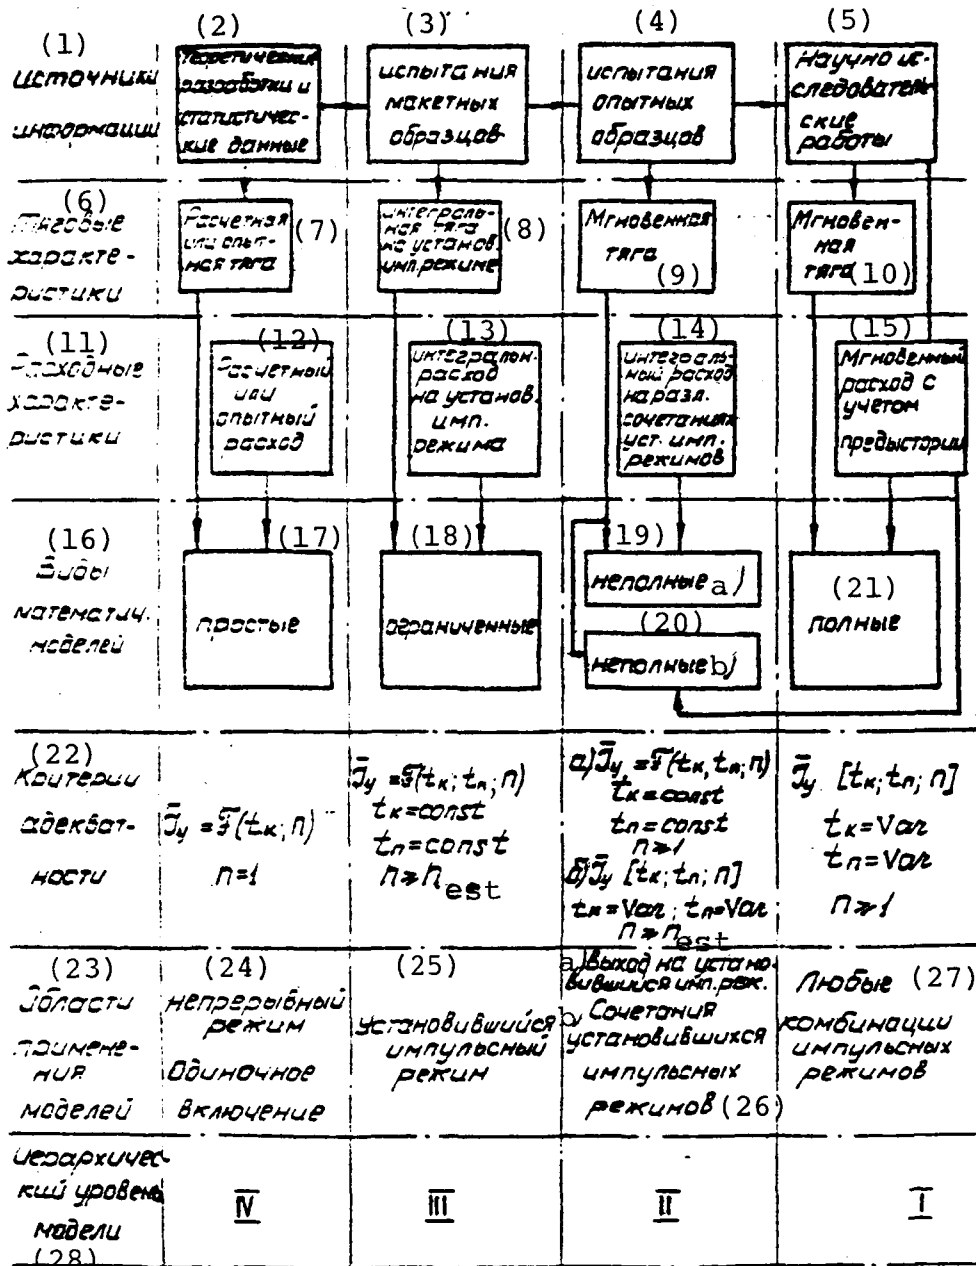 (1)
источники
информации
(2)
Теоретические
разработки и
статистичес-
кие данные
(3)
испытания
макетных
образцов
(4)
испытания
опытных
образцов
(5)
Научно ис-
следователь-
ские
работы
(6)
Тяговые
характе-
ристики
Расчетная
или опыт-
ная тяга
(7)
интеграль-
ная тяга
на установ.
имп. режиме
(8)
Мгновенная
тяга
(9)
Мгновен-
ная
тяга (10)
(11)
Расходные
характе-
ристики
(12)
Расчетный
или
опытный
расход
(13)
интегральн.
расход
на установ.
имп.
режима
(14)
интеграль-
ный расход
на разл.
сочетаниях
уст. имп.
режимов
(15)
Мгновенный
расход с
учетом
предыстории
(16)
Виды
математич.
моделей
(17)
простые
(18)
ограниченные
(19)
неполные a)
(20)
неполные b)
(21)
полные
(22)
Критерии
адекват-
ности
J̄у = F(tк; n)
n=1
J̄у = F(tк; tп; n)
tк = const
tп = const
n ≥ n est
а) J̄у = F(tк, tп; n)
tк = const
tп = const
n ≥ 1
б) J̄у [tк; tп; n]
tк = Var; tп = Var
n ≥ n est
J̄у [tк; tп; n]
tк = Var
tп = Var
n ≥ 1
(23)
Области
примене-
ния
моделей
(24)
непрерывный
режим
Одиночное
включение
(25)
Установившийся
импульсный
режим
a) Выход на устано-
вившийся имп. реж.
b) Сочетания
установившихся
импульсных
режимов (26)
Любые (27)
комбинации
импульсных
режимов
иерархичес-
кий уровень
модели
(28)
IV
III
II
I